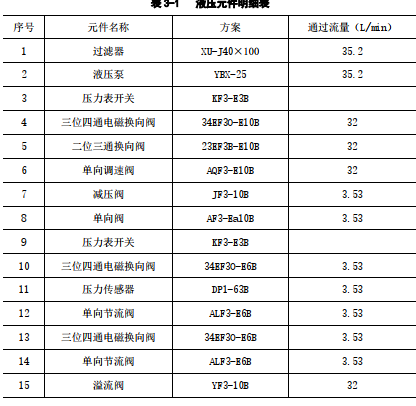 表 3-1 液压元件明细表
序号 元件名称 方案 通过流量（L/min）
1 过滤器 XU-J40×100 35.2
2 液压泵 YBX-25 35.2
3 压力表开关 KF3-E3B
4 三位四通电磁换向阀 34EF30-E10B 32
5 二位三通换向阀 23EF3B-E10B 32
6 单向调速阀 AQF3-E10B 32
7 减压阀 JF3-10B 3.53
8 单向阀 AF3-Ea10B 3.53
9 压力表开关 KF3-E3B
10 三位四通电磁换向阀 34EF30-E6B 3.53
11 压力传感器 DP1-63B 3.53
12 单向节流阀 ALF3-E6B 3.53
13 三位四通电磁换向阀 34EF30-E6B 3.53
14 单向节流阀 ALF3-E6B 3.53
15 溢流阀 YF3-10B 32